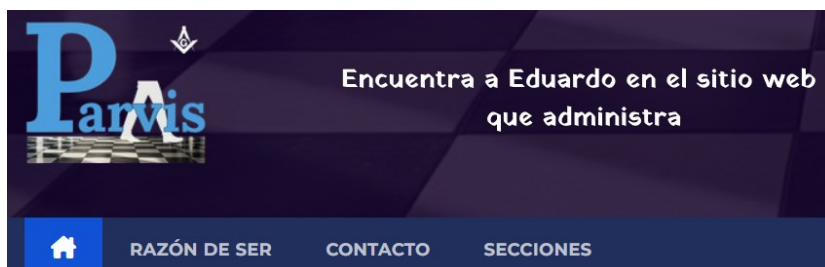 Parvis
Encuentra a Eduardo en el sitio web
que administra
RAZÓN DE SER CONTACTO SECCIONES